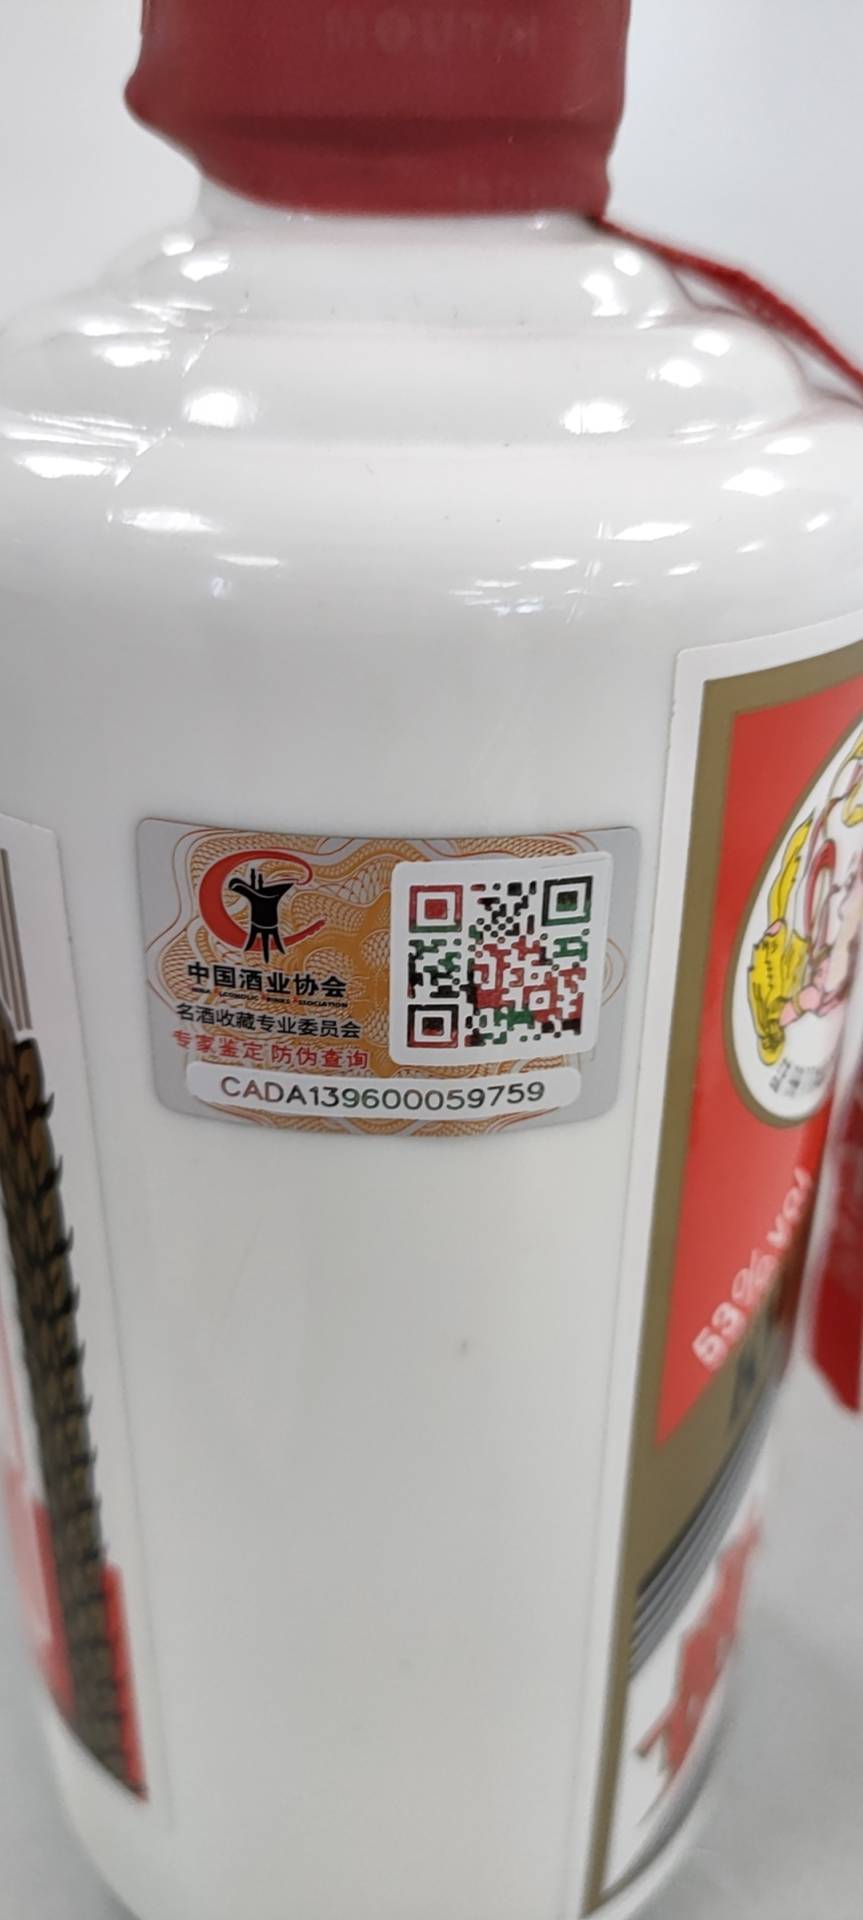 MOUTAI
中国酒业协会
名酒收藏专业委员会
专家鉴定 防伪查询
CADA139600059759
53% vol